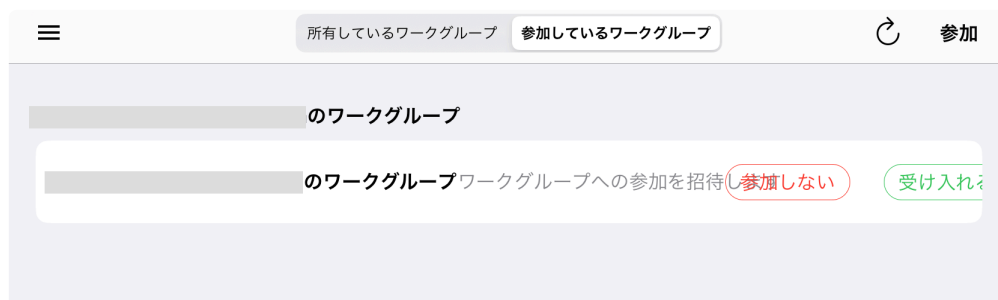 所有しているワークグループ 参加しているワークグループ 参加
のワークグループ
のワークグループワークグループへの参加を招待します 参加しない 受け入れる